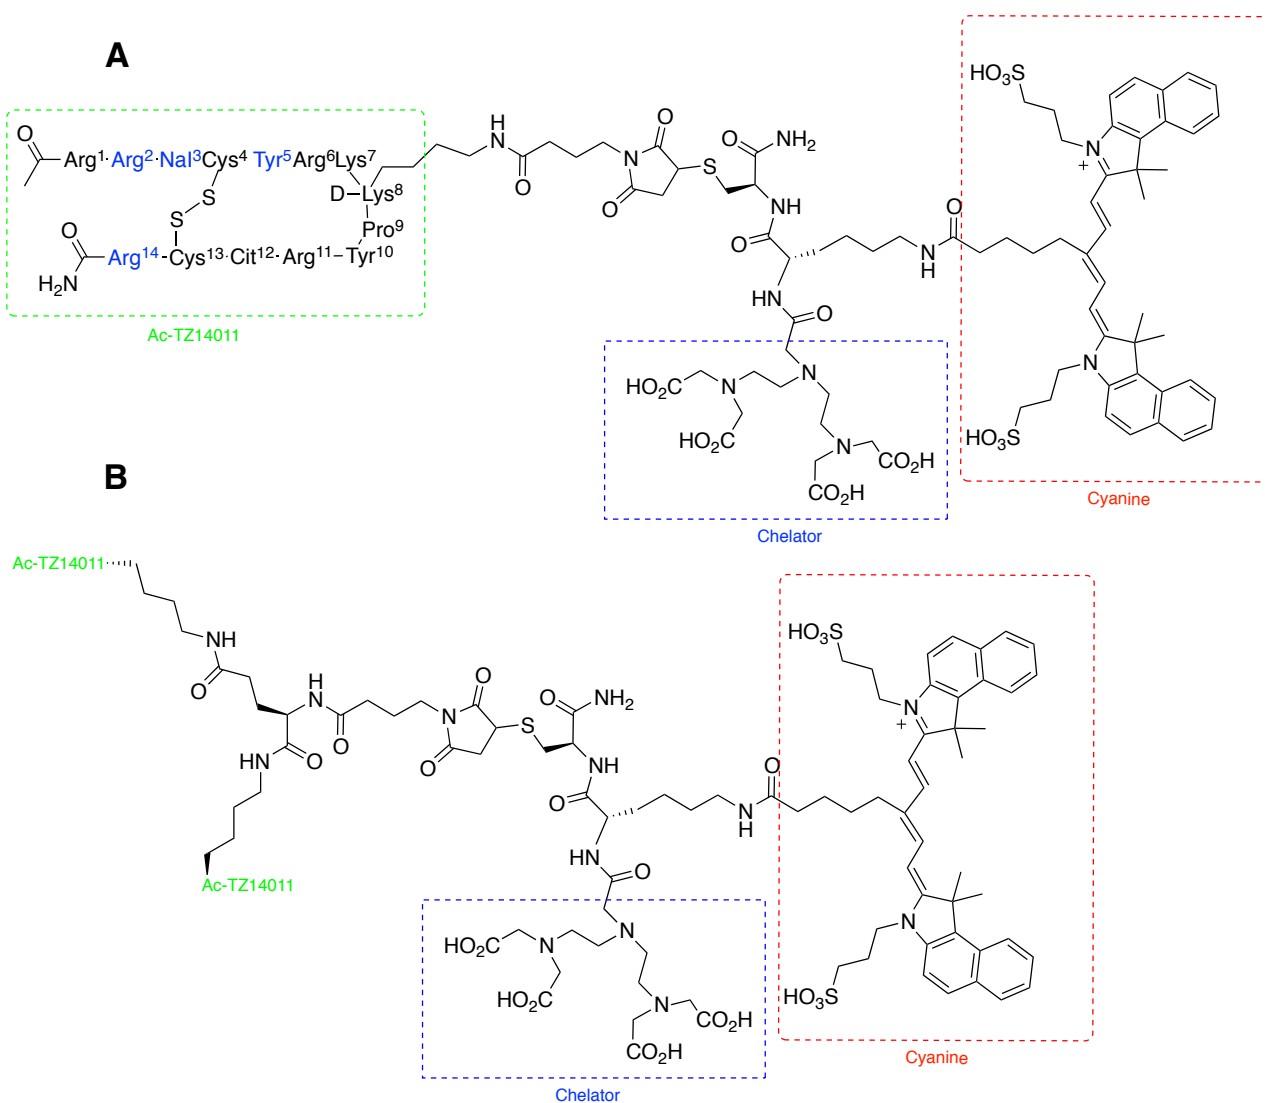 A
HO₃S
H
N
O
O
NH₂
O
Arg¹·Arg²·Nal³Cys⁴ Tyr⁵Arg⁶Lys⁷
N
S
N
+
O
O
D–Lys⁸
NH
O
S
S
O
N
H
O
Pro⁹
Arg¹⁴·Cys¹³·Cit¹²·Arg¹¹–Tyr¹⁰
H₂N
HN
O
Ac-TZ14011
N
N
HO₂C
N
HO₂C
HO₃S
N
CO₂H
CO₂H
B
Cyanine
Chelator
Ac-TZ14011
HO₃S
NH
O
H
N
O
O
NH₂
O
N
S
N
+
HN
O
O
O
NH
O
O
N
H
HN
O
Ac-TZ14011
N
N
HO₂C
N
HO₂C
HO₃S
N
CO₂H
CO₂H
Cyanine
Chelator